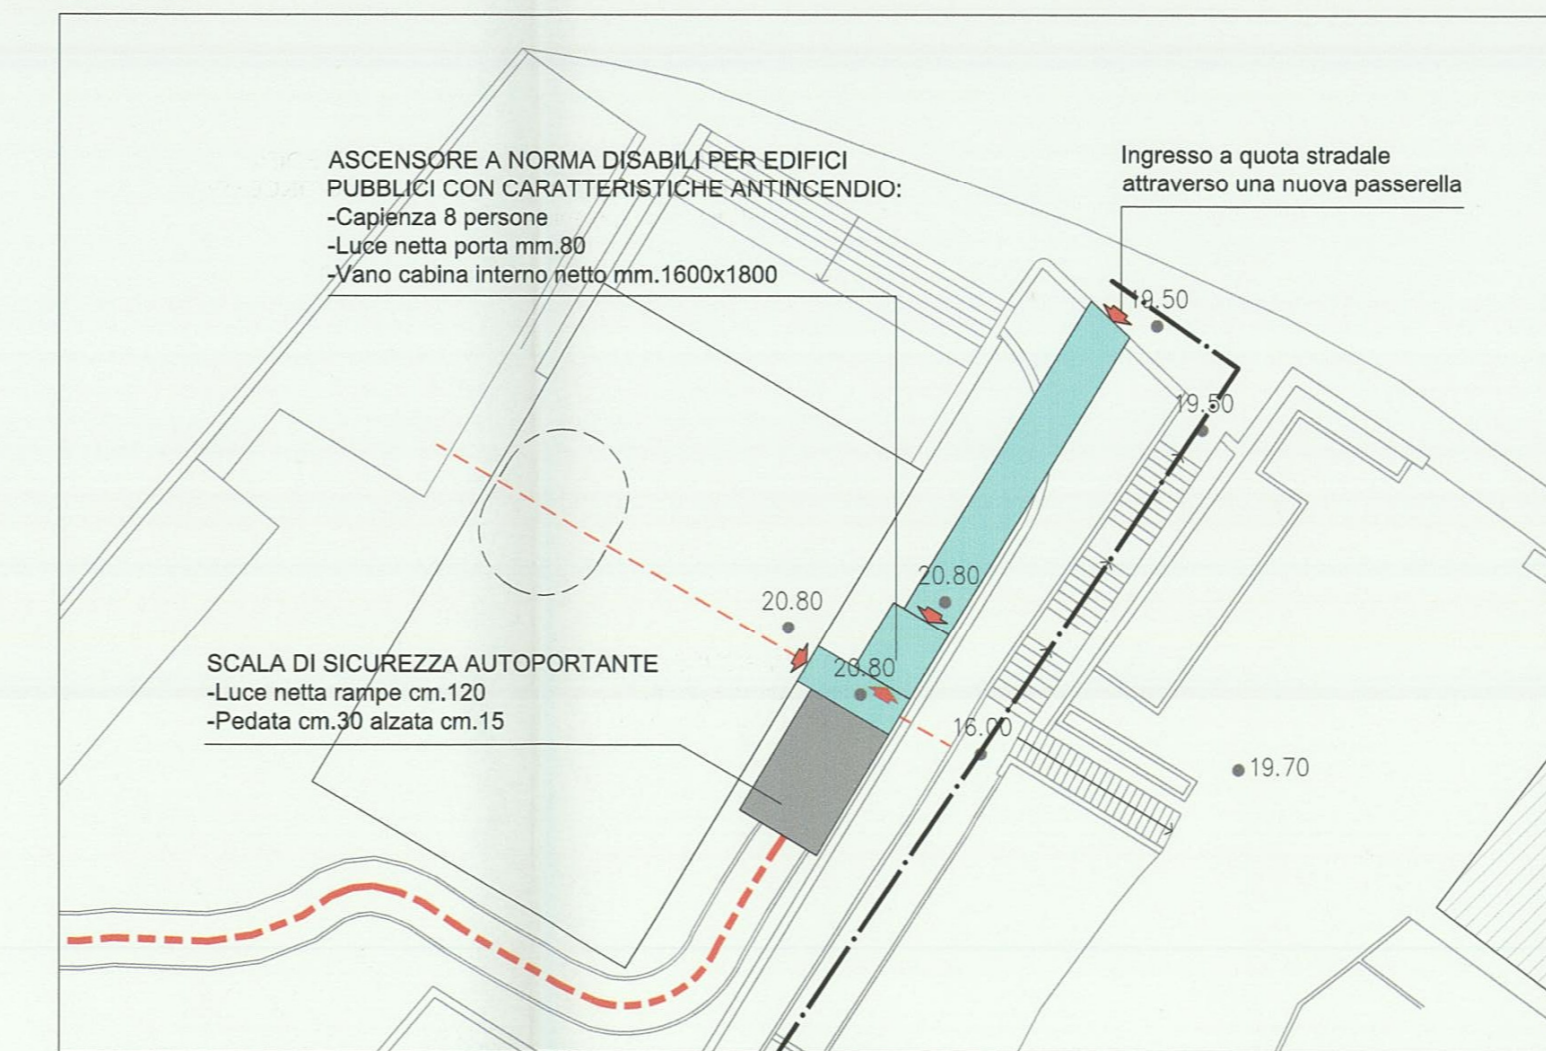 ASCENSORE A NORMA DISABILI PER EDIFICI
PUBBLICI CON CARATTERISTICHE ANTINCENDIO:
-Capienza 8 persone
-Luce netta porta mm.80
-Vano cabina interno netto mm.1600x1800
Ingresso a quota stradale
attraverso una nuova passerella
19.50
19.50
20.80
20.80
20.80
SCALA DI SICUREZZA AUTOPORTANTE
-Luce netta rampe cm.120
-Pedata cm.30 alzata cm.15
16.00
19.70